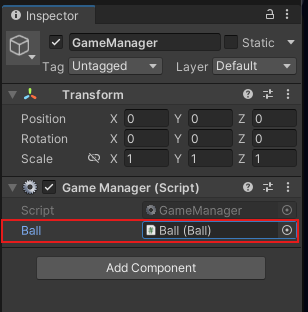 Inspector
GameManager Static
Tag Untagged Layer Default
Transform
Position X 0 Y 0 Z 0
Rotation X 0 Y 0 Z 0
Scale X 1 Y 1 Z 1
Game Manager (Script)
Script GameManager
Ball # Ball (Ball)
Add Component